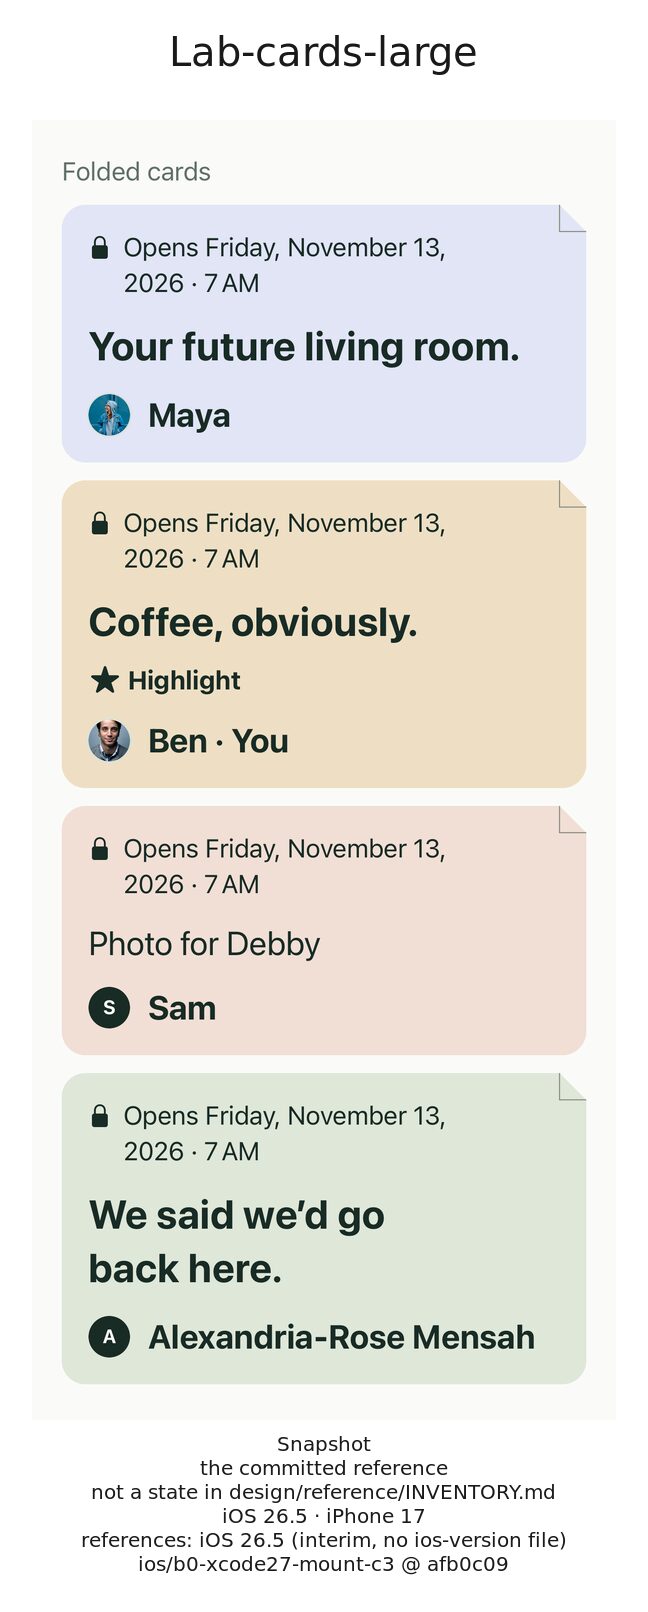 Lab-cards-large
Folded cards
Opens Friday, November 13,
2026 · 7 AM
Your future living room.
Maya
Opens Friday, November 13,
2026 · 7 AM
Coffee, obviously.
Highlight
Ben · You
Opens Friday, November 13,
2026 · 7 AM
Photo for Debby
S Sam
Opens Friday, November 13,
2026 · 7 AM
We said we’d go
back here.
A Alexandria-Rose Mensah
Snapshot
the committed reference
not a state in design/reference/INVENTORY.md
iOS 26.5 · iPhone 17
references: iOS 26.5 (interim, no ios-version file)
ios/b0-xcode27-mount-c3 @ afb0c09